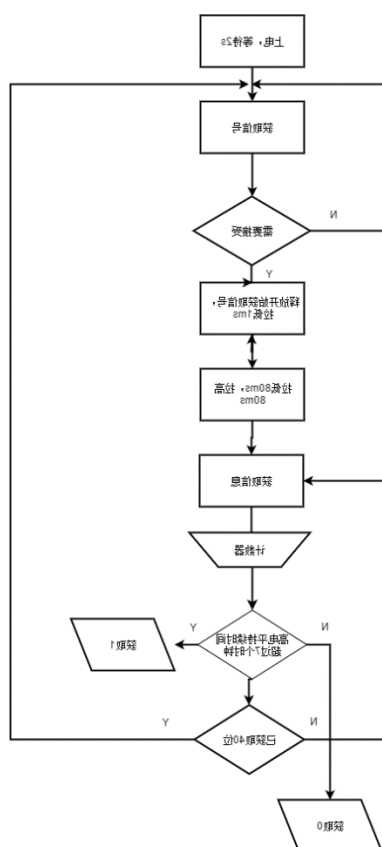 上电，等待2s
获取信号
需要接受
N
Y
释放开始获取信号，
拉低1ms
拉低80ms，拉高
80ms
获取信息
计数器
高电平持续时间
超过7个时钟
Y
N
获取1
已获取40位
Y
N
获取0